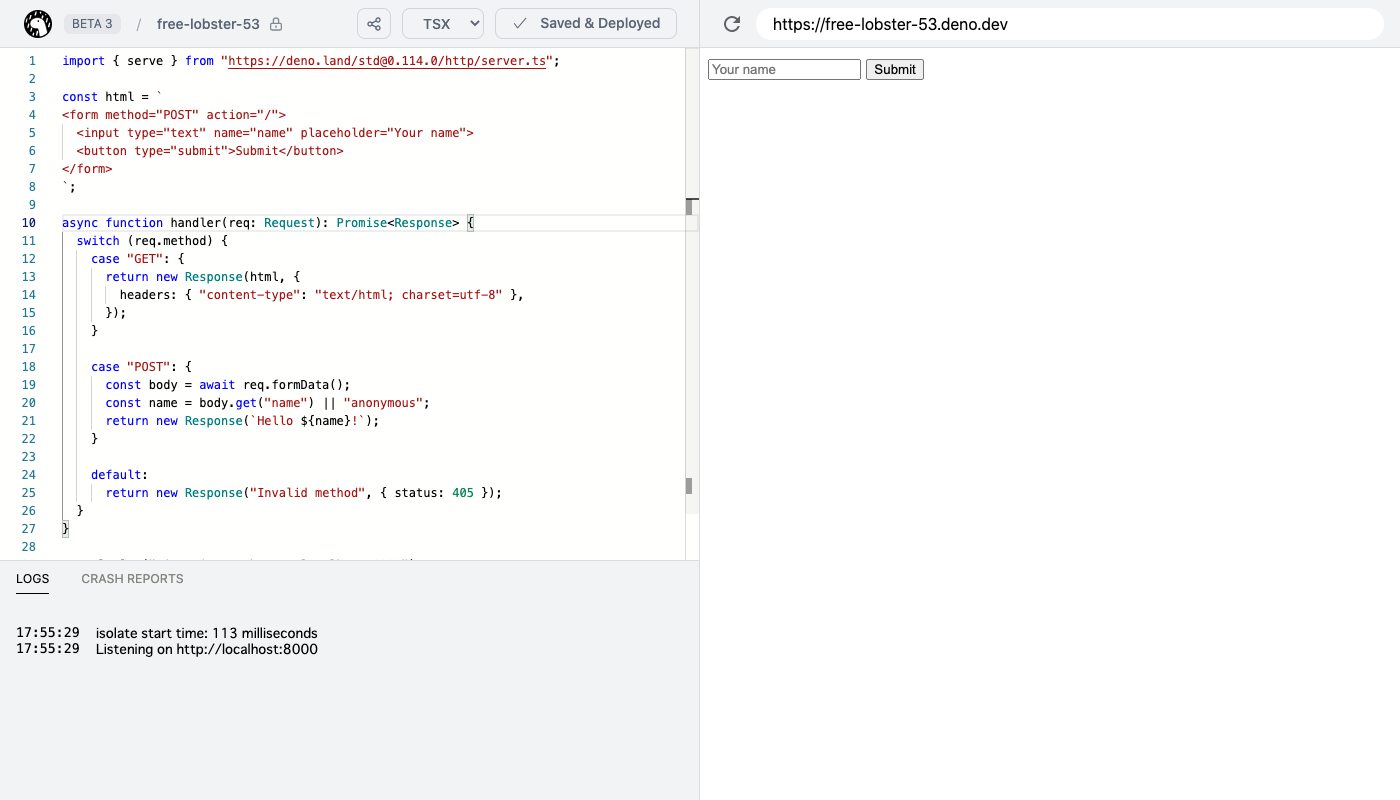 BETA 3 / free-lobster-53 TSX Saved & Deployed
https://free-lobster-53.deno.dev
1 import { serve } from "https://deno.land/std@0.114.0/http/server.ts";
2
3 const html = `
4 <form method="POST" action="/">
5   <input type="text" name="name" placeholder="Your name">
6   <button type="submit">Submit</button>
7 </form>
8 `;
9
10 async function handler(req: Request): Promise<Response> {
11   switch (req.method) {
12     case "GET": {
13       return new Response(html, {
14         headers: { "content-type": "text/html; charset=utf-8" },
15       });
16     }
17
18     case "POST": {
19       const body = await req.formData();
20       const name = body.get("name") || "anonymous";
21       return new Response(`Hello ${name}!`);
22     }
23
24     default:
25       return new Response("Invalid method", { status: 405 });
26   }
27 }
28
LOGS CRASH REPORTS
17:55:29 isolate start time: 113 milliseconds
17:55:29 Listening on http://localhost:8000
Your name Submit